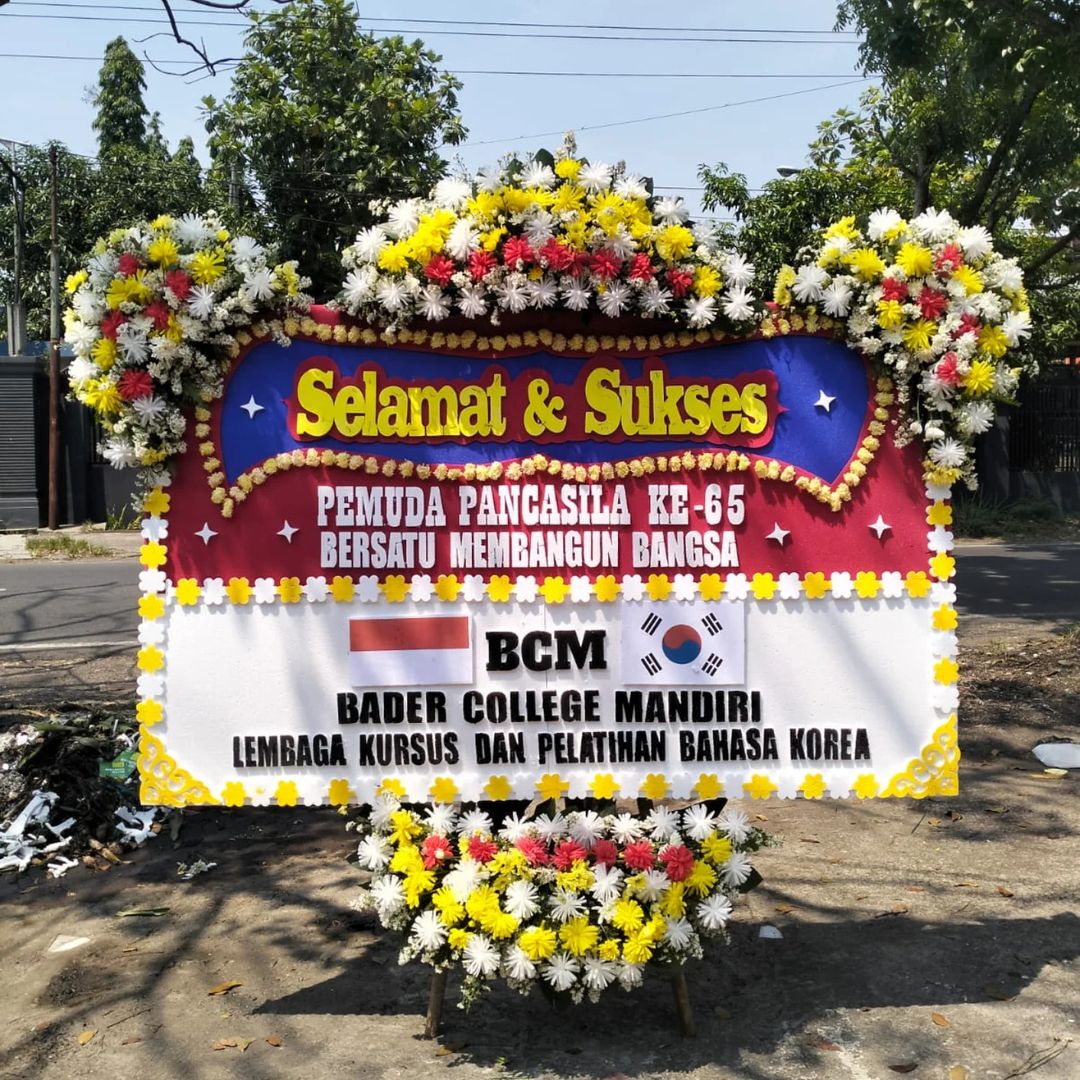 Selamat & Sukses
PEMUDA PANCASILA KE-65
BERSATU MEMBANGUN BANGSA
BCM
BADER COLLEGE MANDIRI
LEMBAGA KURSUS DAN PELATIHAN BAHASA KOREA